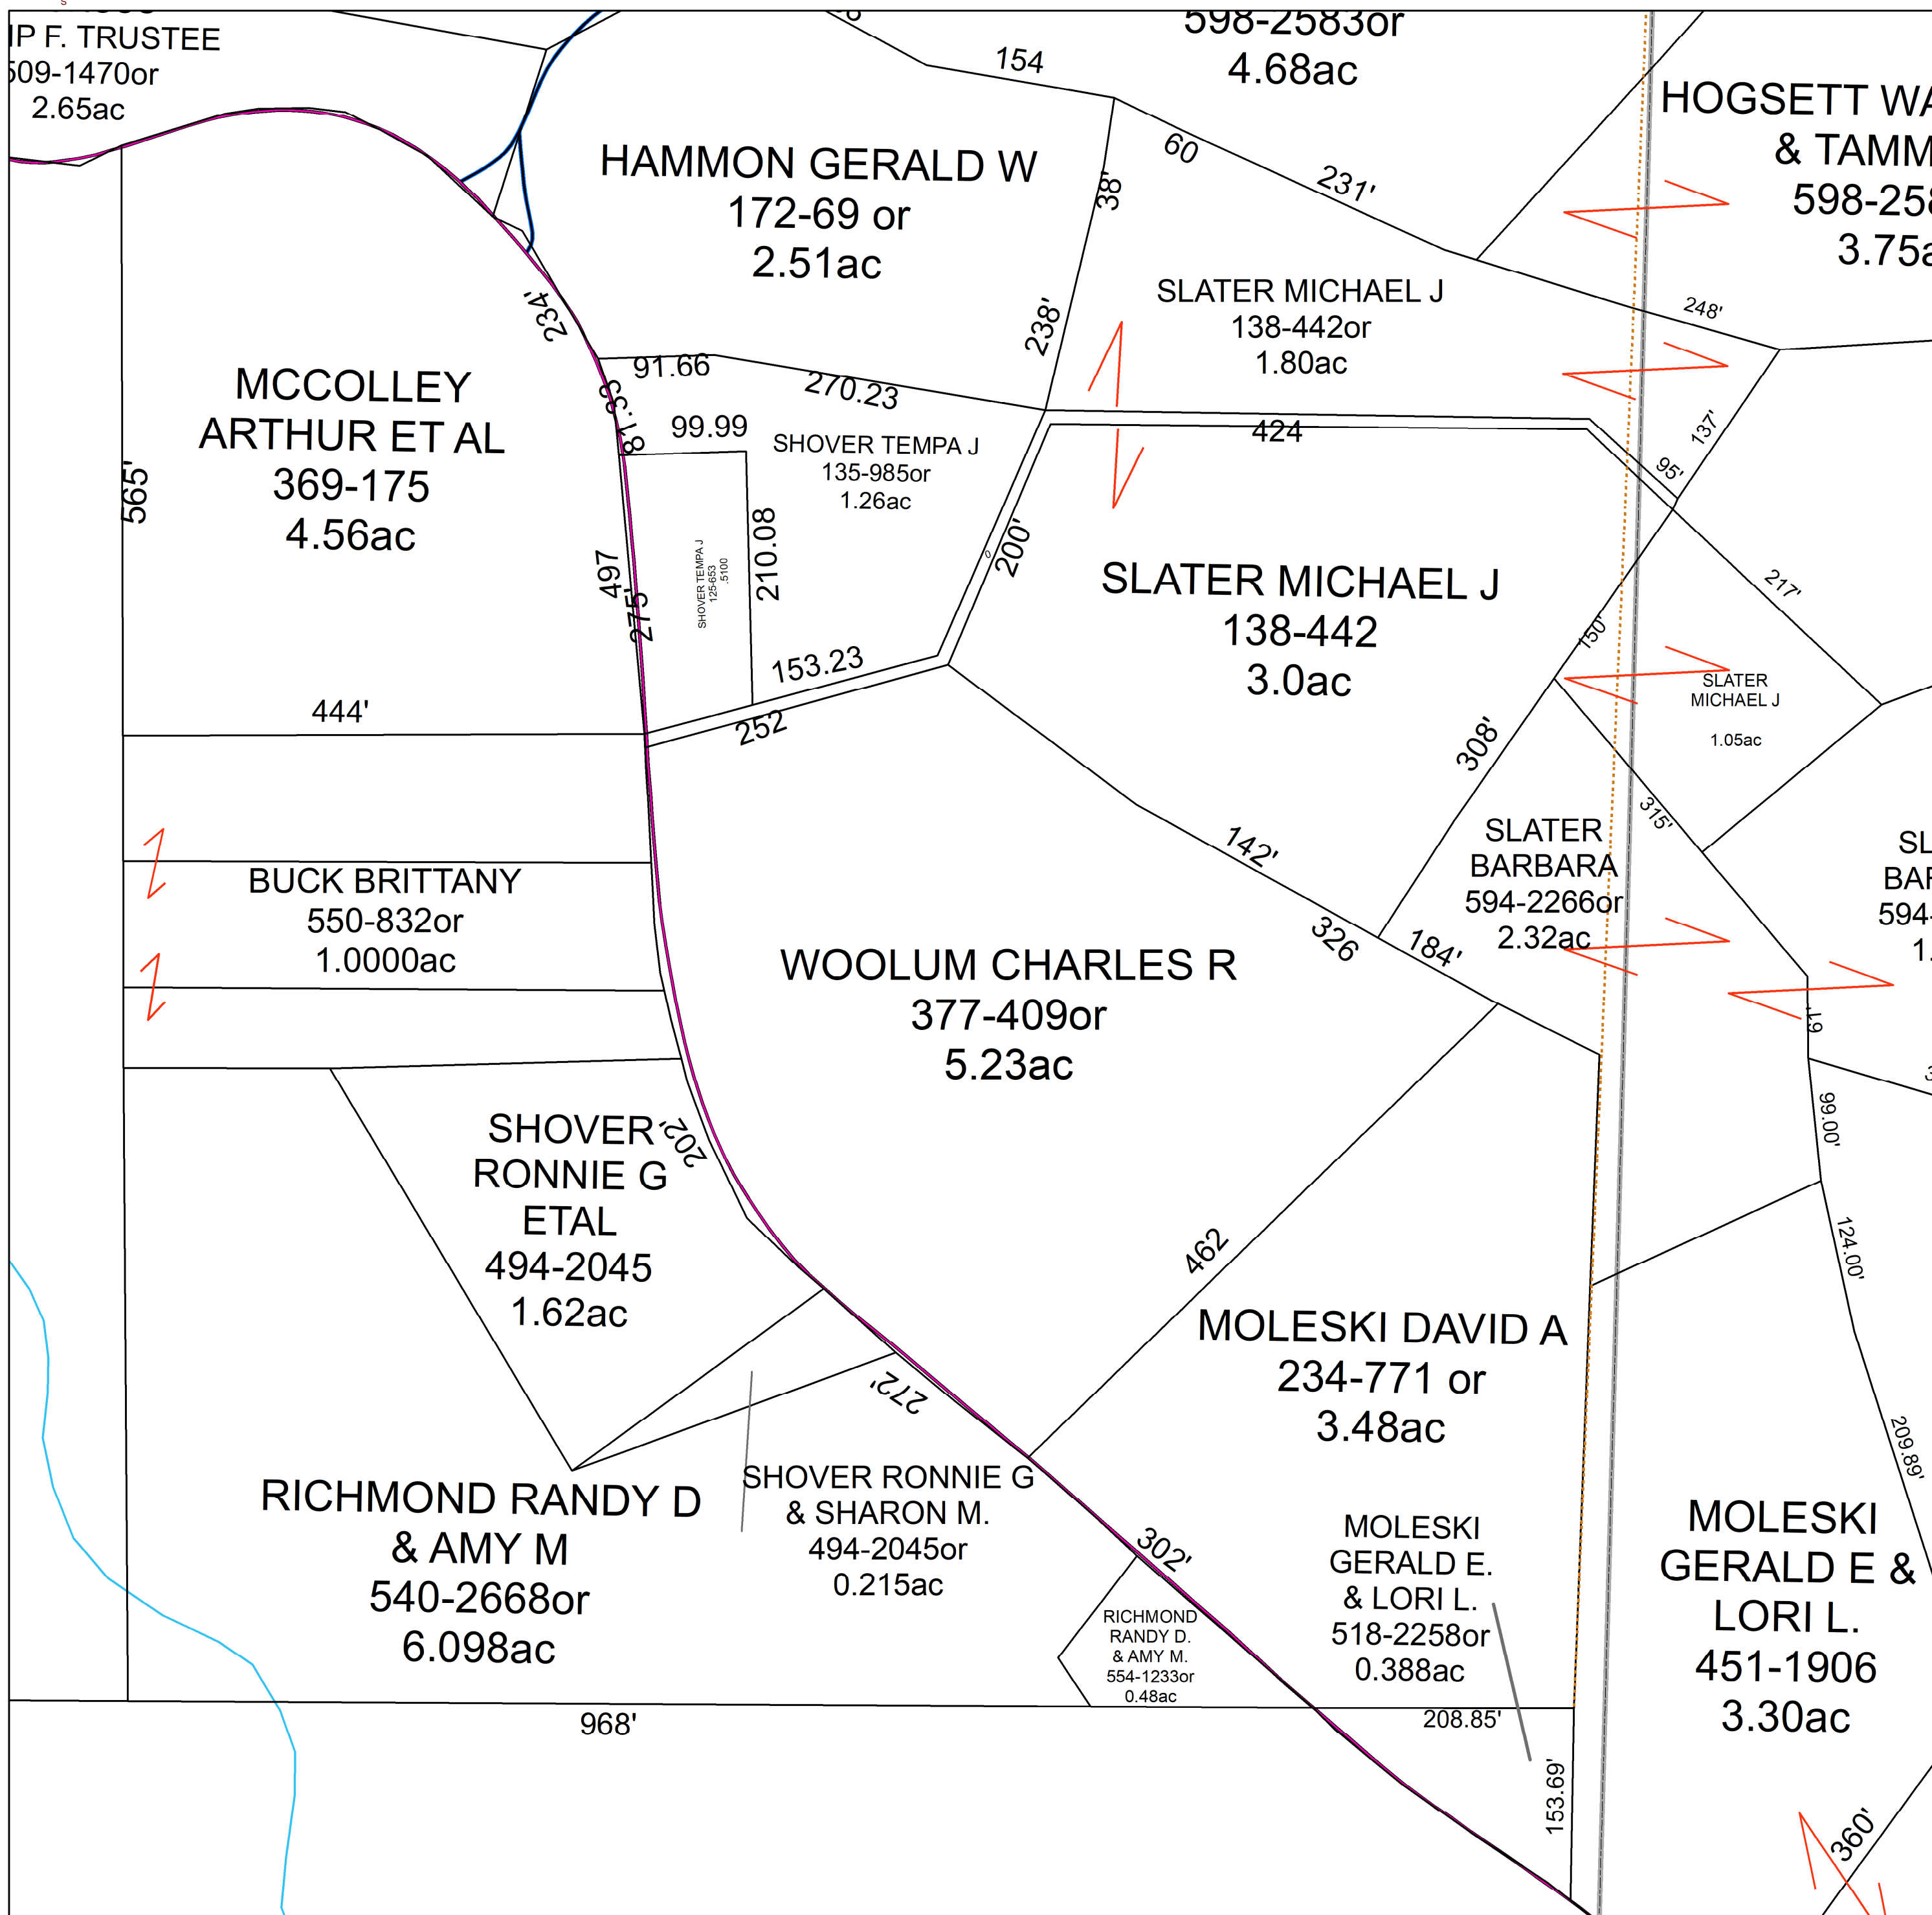 IP F. TRUSTEE
509-1470or
2.65ac
154
598-2583or
4.68ac
60
231'
38'
HAMMON GERALD W
172-69 or
2.51ac
HOGSETT WA
& TAMM
598-258
3.75a
SLATER MICHAEL J
138-442or
1.80ac
238'
248'
234'
91.66
270.23
81.33
99.99
MCCOLLEY
ARTHUR ET AL
369-175
4.56ac
565'
SHOVER TEMPA J
135-985or
1.26ac
424
137'
95'
SHOVER TEMPA J
125-653
.5100
210.08
497
275'
0
200'
SLATER MICHAEL J
138-442
3.0ac
217'
150'
153.23
252
444'
SLATER
MICHAEL J
1.05ac
308'
315'
142'
326
184'
SLATER
BARBARA
594-2266or
2.32ac
SL
BAR
594-
1.
BUCK BRITTANY
550-832or
1.0000ac
WOOLUM CHARLES R
377-409or
5.23ac
61'
99.00'
124.00'
209.89'
SHOVER
RONNIE G
ETAL
494-2045
1.62ac
202'
462
MOLESKI DAVID A
234-771 or
3.48ac
272'
RICHMOND RANDY D
& AMY M
540-2668or
6.098ac
SHOVER RONNIE G
& SHARON M.
494-2045or
0.215ac
302'
RICHMOND
RANDY D.
& AMY M.
554-1233or
0.48ac
MOLESKI
GERALD E.
& LORI L.
518-2258or
0.388ac
MOLESKI
GERALD E &
LORI L.
451-1906
3.30ac
968'
208.85'
153.69'
360'